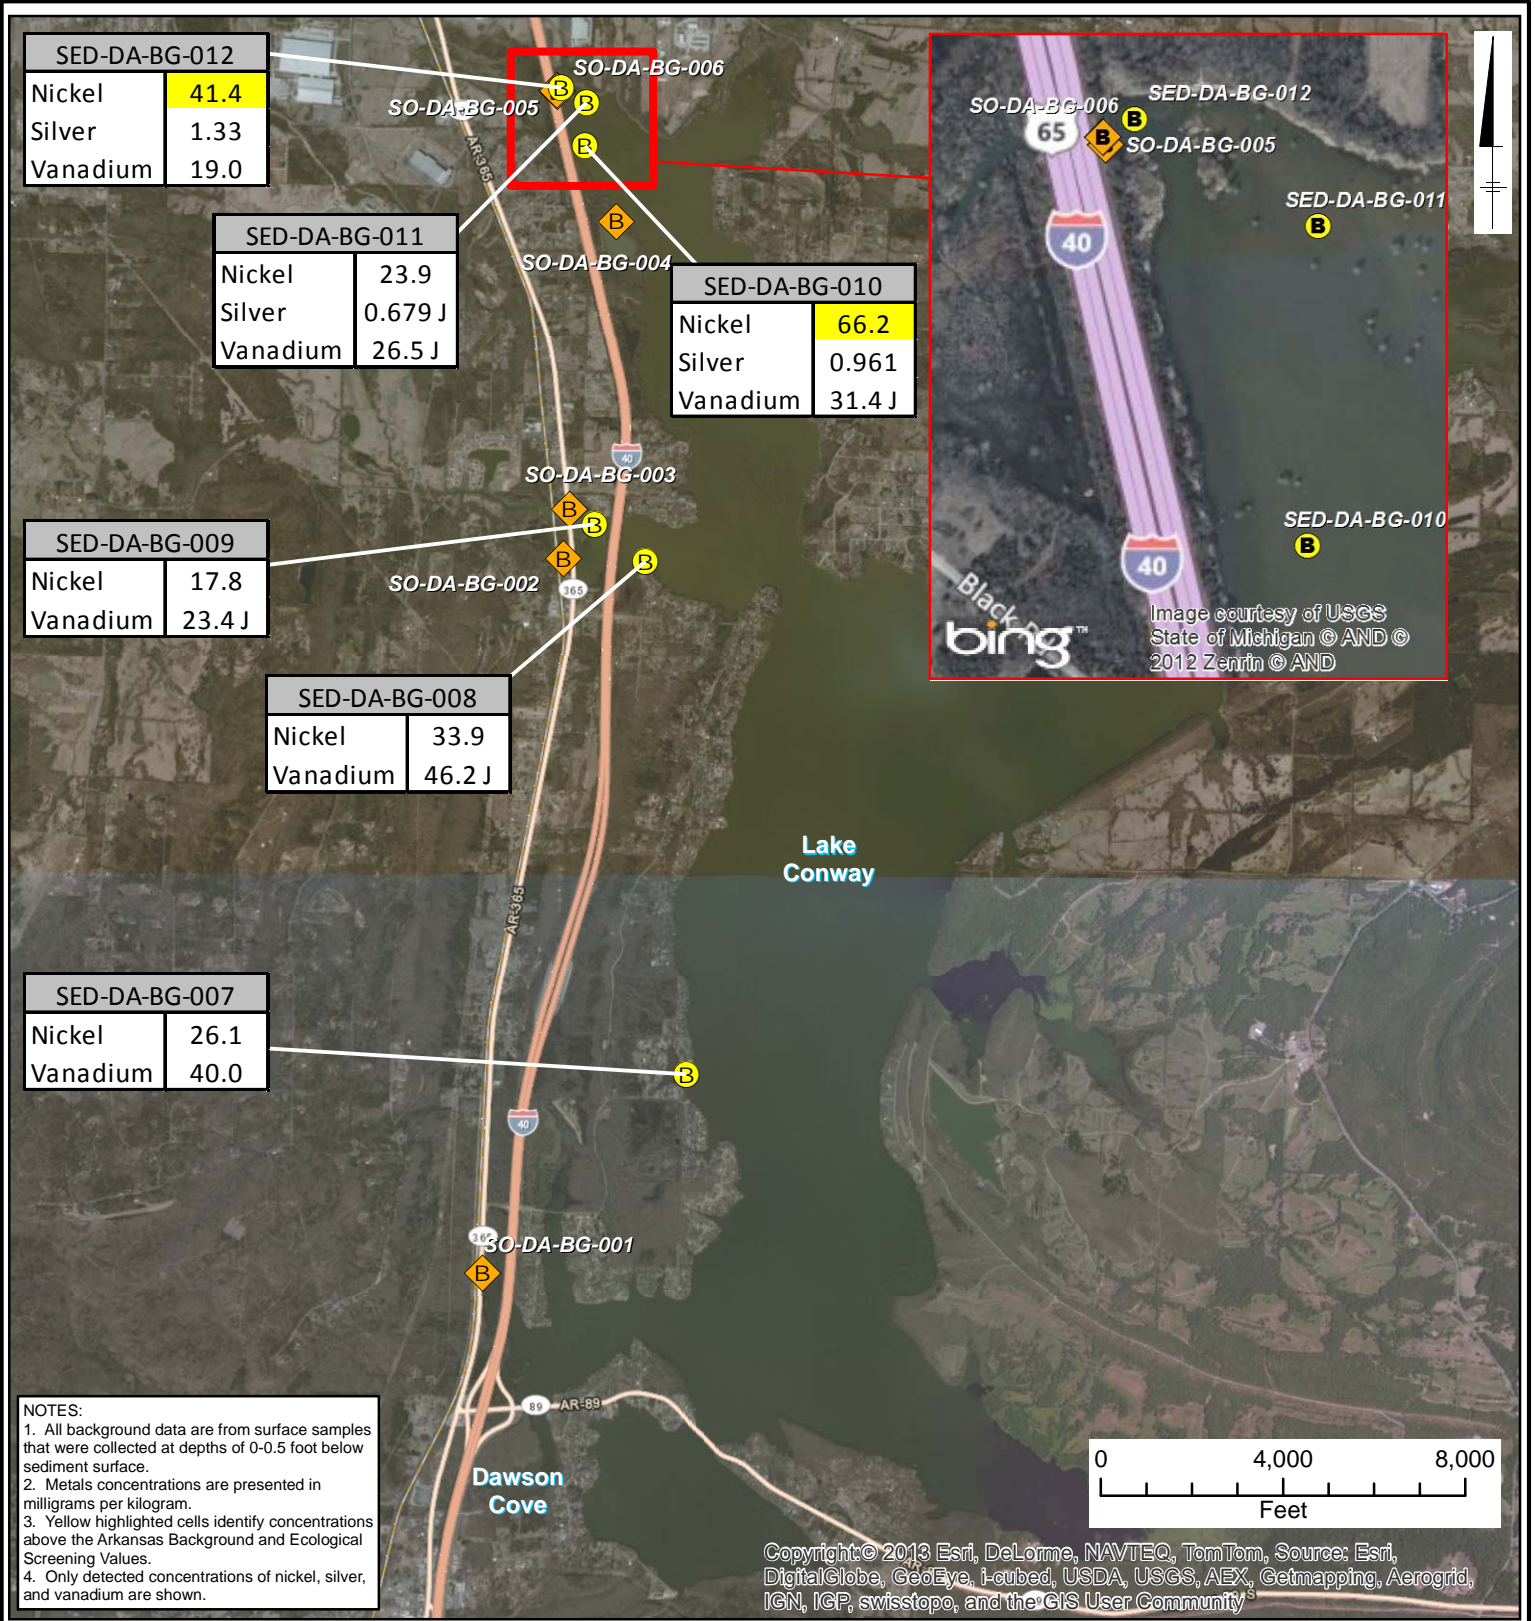 SED-DA-BG-012
Nickel 41.4
Silver 1.33
Vanadium 19.0
SO-DA-BG-006
SO-DA-BG-005
AR-365
SED-DA-BG-011
Nickel 23.9
Silver 0.679 J
Vanadium 26.5 J
B
B
B
B
SO-DA-BG-004
SED-DA-BG-010
Nickel 66.2
Silver 0.961
Vanadium 31.4 J
SO-DA-BG-006
SED-DA-BG-012
65
B
B
SO-DA-BG-005
SED-DA-BG-011
B
40
SED-DA-BG-010
B
40
Black
bing™
Image courtesy of USGS
State of Michigan © AND ©
2012 Zenrin © AND
40
SO-DA-BG-003
B
B
SED-DA-BG-009
Nickel 17.8
Vanadium 23.4 J
B
B
SO-DA-BG-002
365
SED-DA-BG-008
Nickel 33.9
Vanadium 46.2 J
Lake
Conway
AR-365
SED-DA-BG-007
Nickel 26.1
Vanadium 40.0
B
40
365
SO-DA-BG-001
B
89
AR-89
Dawson
Cove
NOTES:
1. All background data are from surface samples
that were collected at depths of 0-0.5 foot below
sediment surface.
2. Metals concentrations are presented in
milligrams per kilogram.
3. Yellow highlighted cells identify concentrations
above the Arkansas Background and Ecological
Screening Values.
4. Only detected concentrations of nickel, silver,
and vanadium are shown.
0 4,000 8,000
Feet
Copyright:© 2013 Esri, DeLorme, NAVTEQ, TomTom, Source: Esri,
DigitalGlobe, GeoEye, i-cubed, USDA, USGS, AEX, Getmapping, Aerogrid,
IGN, IGP, swisstopo, and the GIS User Community